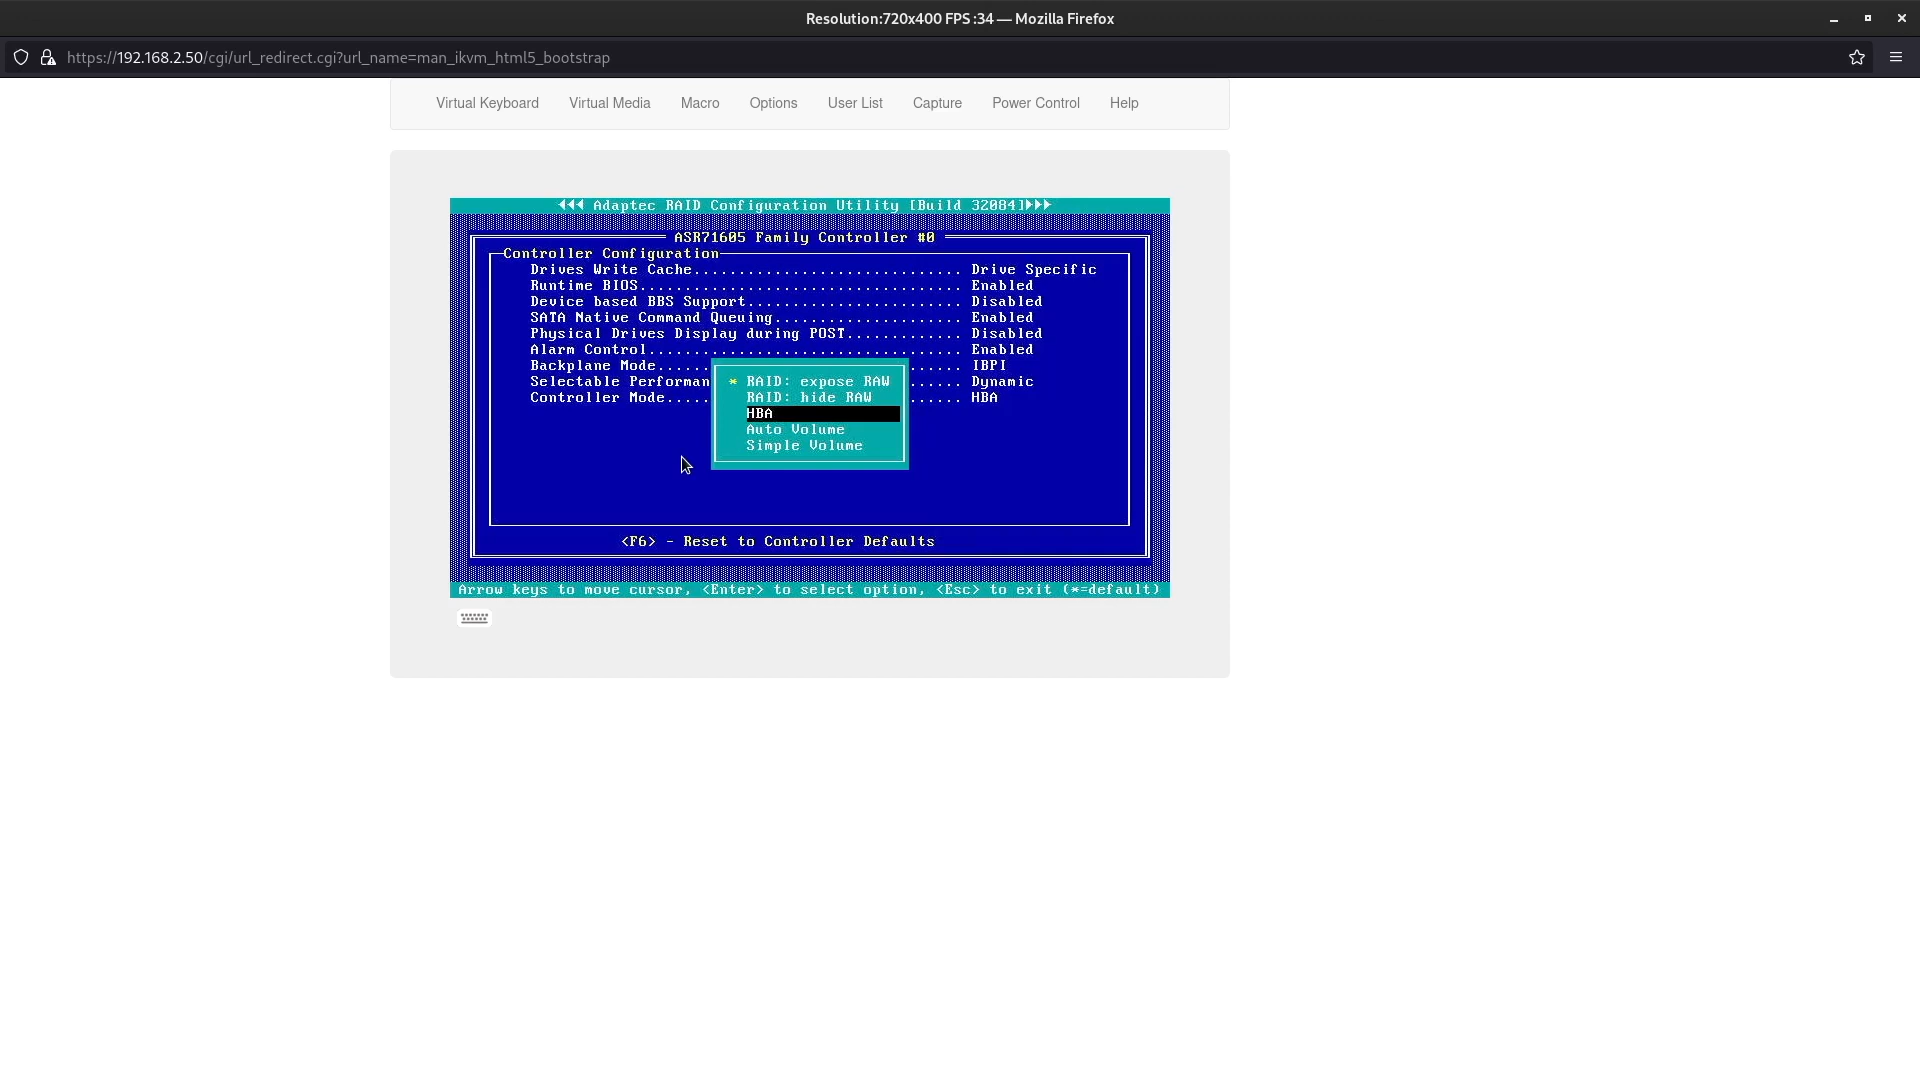 Resolution:720x400 FPS :34 — Mozilla Firefox
https://192.168.2.50/cgi/url_redirect.cgi?url_name=man_ikvm_html5_bootstrap
Virtual Keyboard Virtual Media Macro Options User List Capture Power Control Help
Adaptec RAID Configuration Utility [Build 32084]
ASR71605 Family Controller #0
Controller Configuration
Drives Write Cache.............................. Drive Specific
Runtime BIOS.................................... Enabled
Device based BBS Support........................ Disabled
SATA Native Command Queuing..................... Enabled
Physical Drives Display during POST............. Disabled
Alarm Control................................... Enabled
Backplane Mode...... ...... IBPI
Selectable Performan ...... Dynamic
Controller Mode..... ...... HBA
* RAID: expose RAW
RAID: hide RAW
HBA
Auto Volume
Simple Volume
<F6> - Reset to Controller Defaults
Arrow keys to move cursor, <Enter> to select option, <Esc> to exit (*=default)